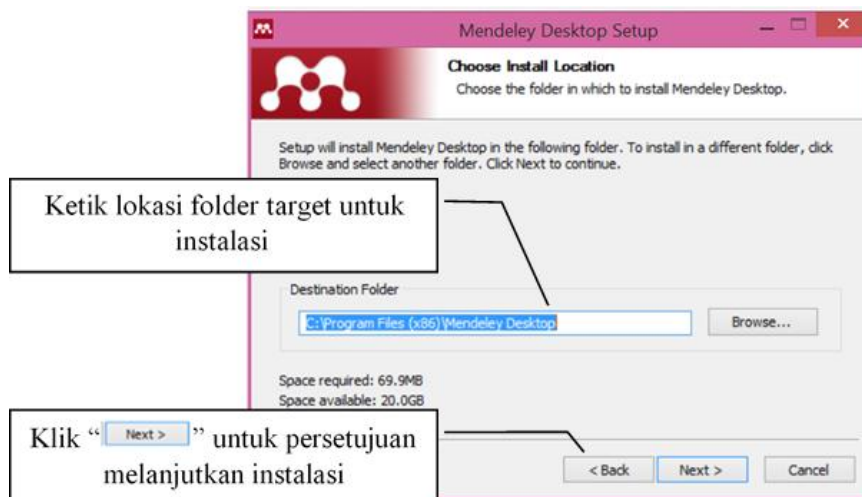 Mendeley Desktop Setup
Choose Install Location
Choose the folder in which to install Mendeley Desktop.
Setup will install Mendeley Desktop in the following folder. To install in a different folder, click
Browse and select another folder. Click Next to continue.
Ketik lokasi folder target untuk
instalasi
Destination Folder
C:\Program Files (x86)\Mendeley Desktop
Browse...
Space required: 69.9MB
Space available: 20.0GB
Klik “ Next > ” untuk persetujuan
melanjutkan instalasi
< Back Next > Cancel